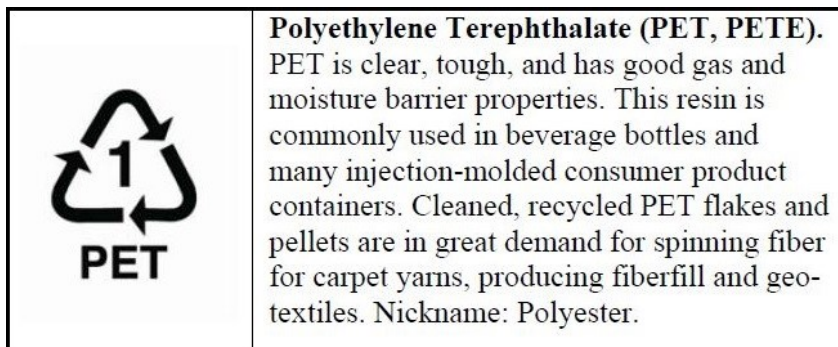 1
PET
Polyethylene Terephthalate (PET, PETE).
PET is clear, tough, and has good gas and
moisture barrier properties. This resin is
commonly used in beverage bottles and
many injection-molded consumer product
containers. Cleaned, recycled PET flakes and
pellets are in great demand for spinning fiber
for carpet yarns, producing fiberfill and geo-
textiles. Nickname: Polyester.